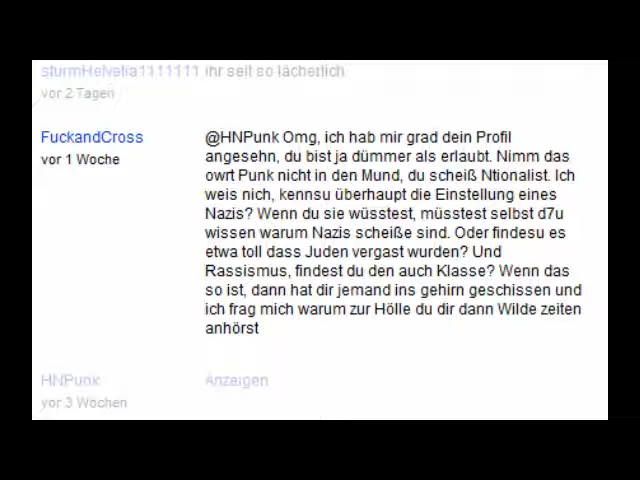 sturmHelvetia1111111 ihr seit so lächerlich
vor 2 Tagen
FuckandCross
vor 1 Woche
@HNPunk Omg, ich hab mir grad dein Profil
angesehn, du bist ja dümmer als erlaubt. Nimm das
owrt Punk nicht in den Mund, du scheiß Ntionalist. Ich
weis nich, kennsu überhaupt die Einstellung eines
Nazis? Wenn du sie wüsstest, müsstest selbst d7u
wissen warum Nazis scheiße sind. Oder findesu es
etwa toll dass Juden vergast wurden? Und
Rassismus, findest du den auch Klasse? Wenn das
so ist, dann hat dir jemand ins gehirn geschissen und
ich frag mich warum zur Hölle du dir dann Wilde zeiten
anhörst
HNPunk Anzeigen
vor 3 Wochen